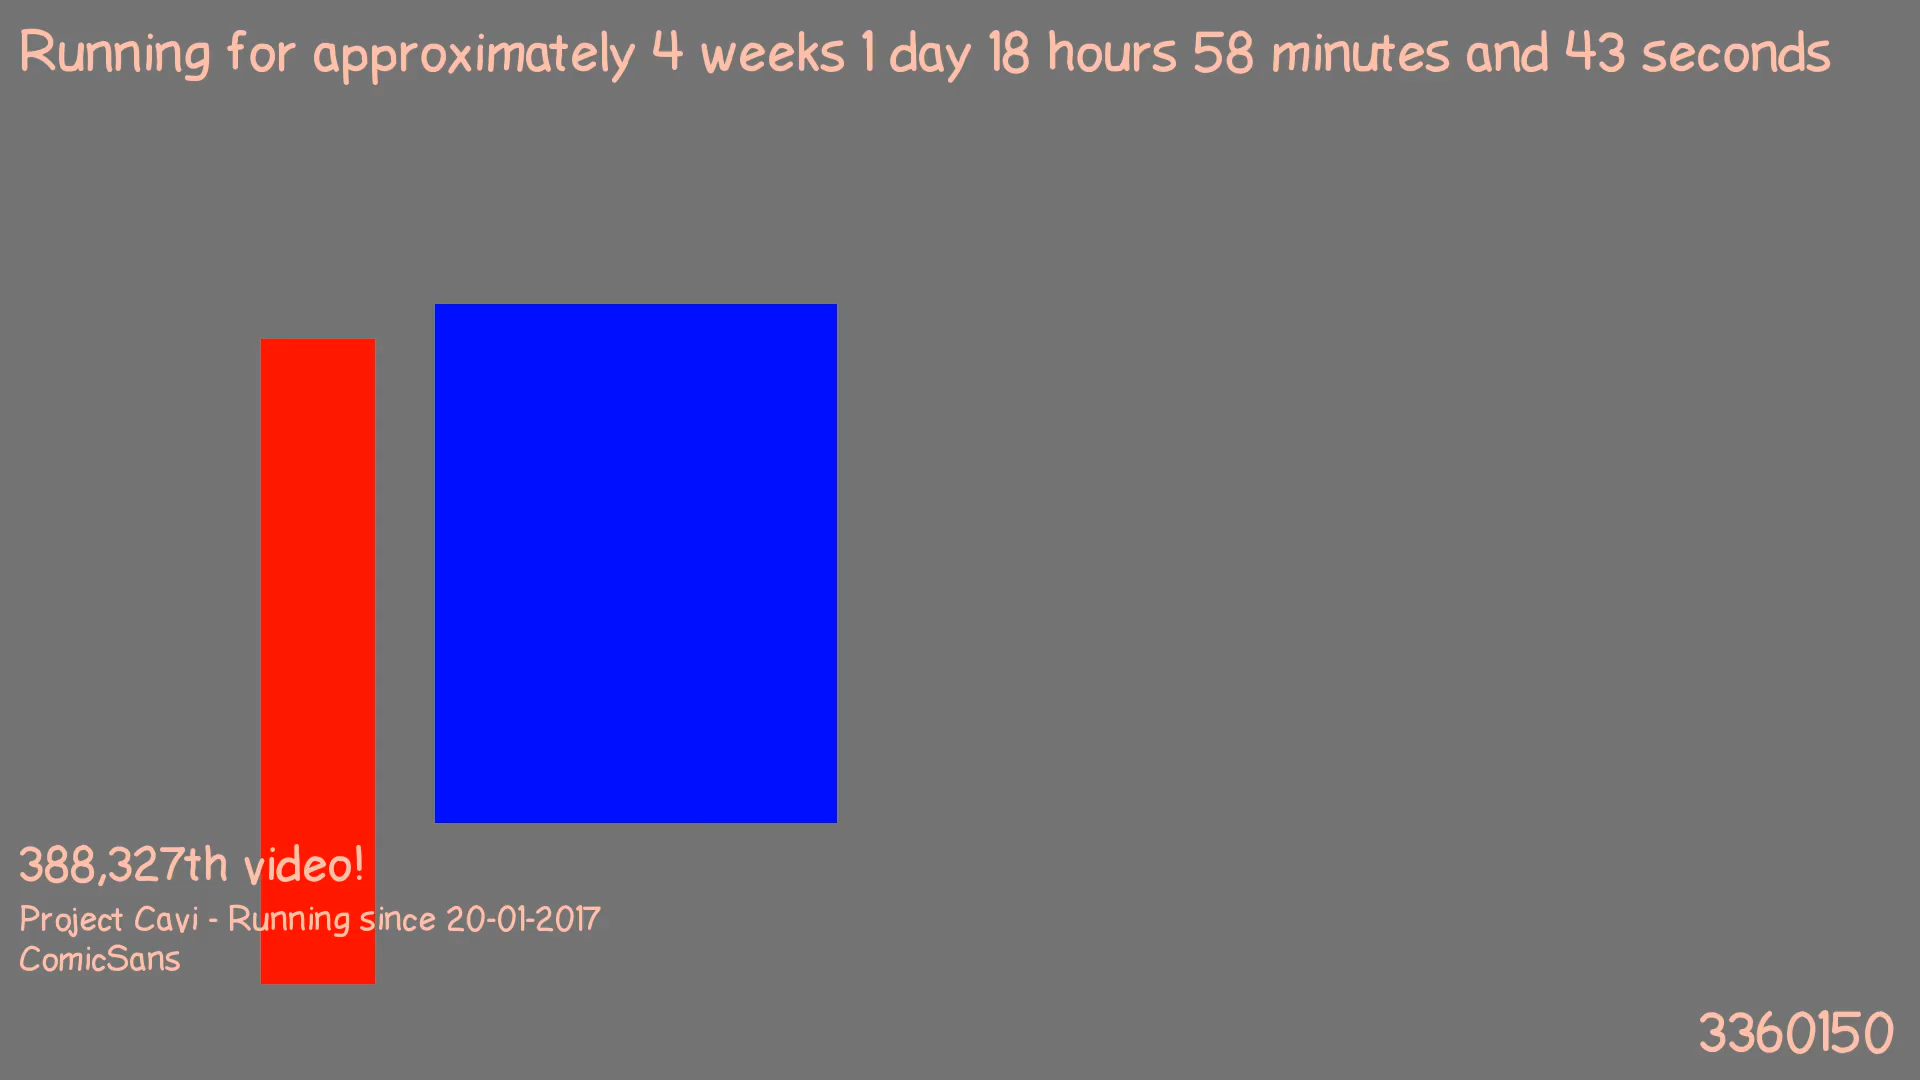 Running for approximately 4 weeks 1 day 18 hours 58 minutes and 43 seconds
388,327th video!
Project Cavi - Running since 20-01-2017
ComicSans
3360150